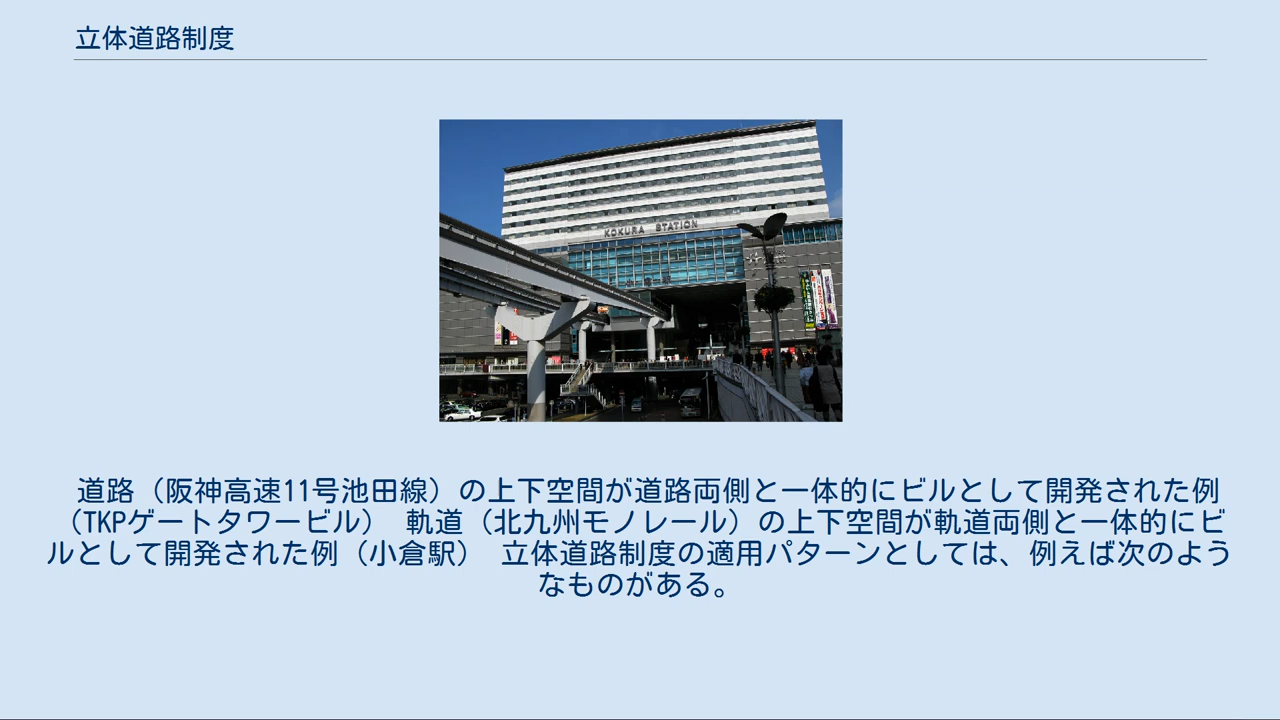 立体道路制度
KOKURA STATION
道路（阪神高速11号池田線）の上下空間が道路両側と一体的にビルとして開発された例
（TKPゲートタワービル） 軌道（北九州モノレール）の上下空間が軌道両側と一体的にビ
ルとして開発された例（小倉駅） 立体道路制度の適用パターンとしては、例えば次のよう
なものがある。